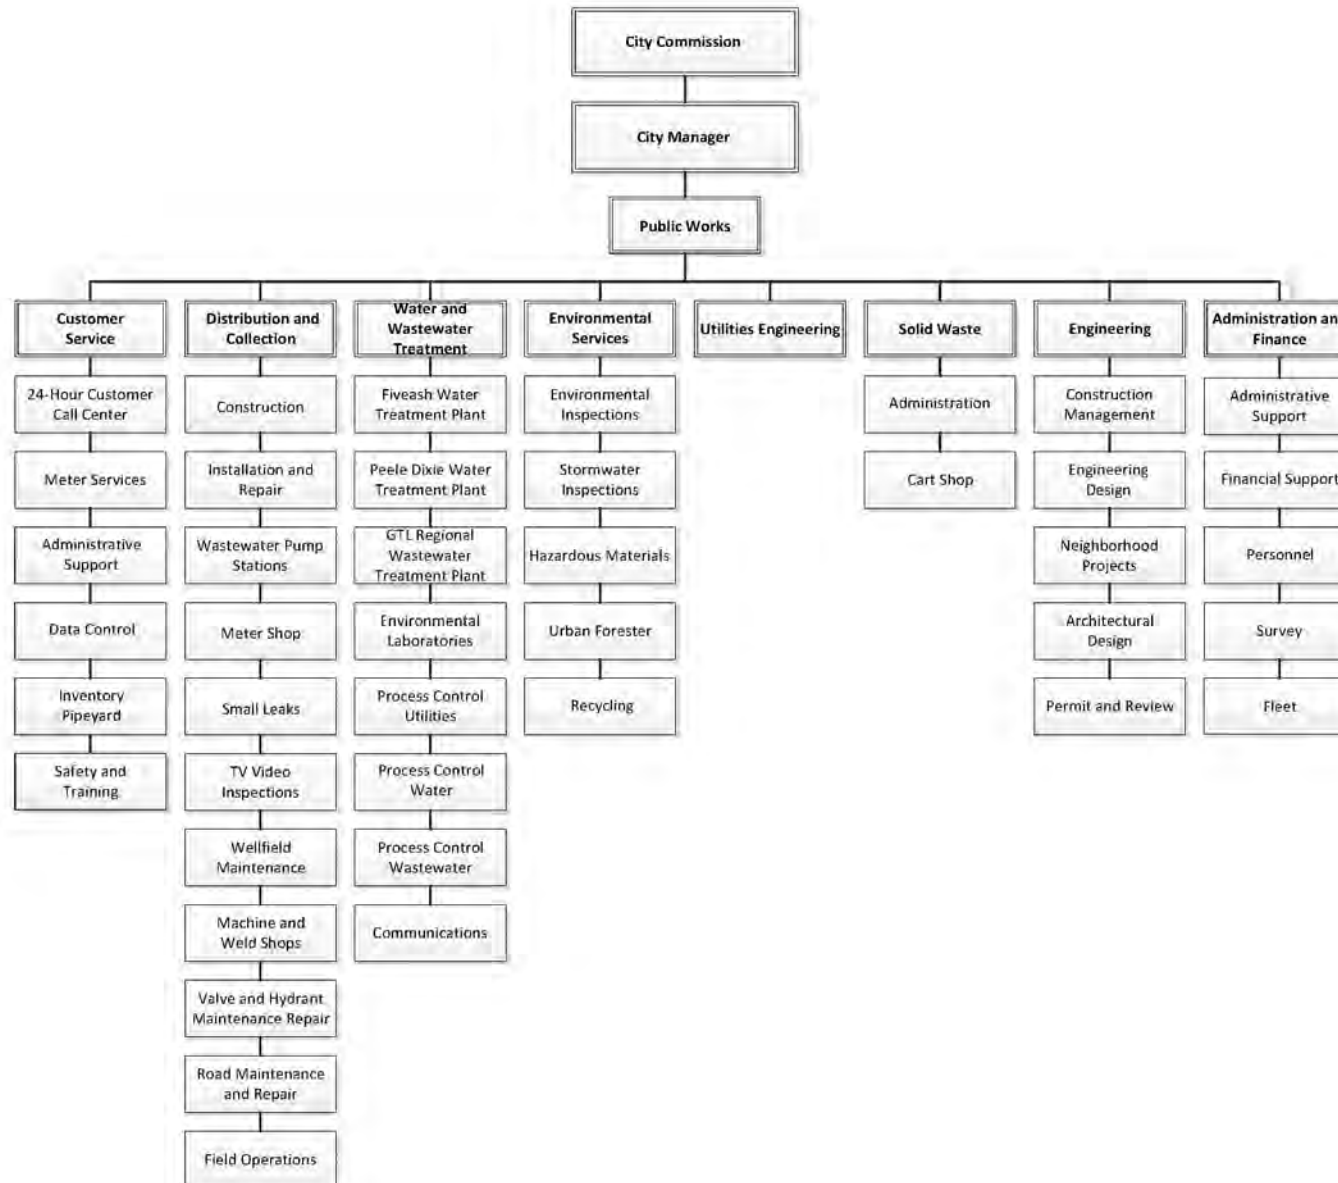 City Commission
City Manager
Public Works
Customer
Service
24-Hour Customer
Call Center
Meter Services
Administrative
Support
Data Control
Inventory
Pipeyard
Safety and
Training
Distribution and
Collection
Construction
Installation and
Repair
Wastewater Pump
Stations
Meter Shop
Small Leaks
TV Video
Inspections
Wellfield
Maintenance
Machine and
Weld Shops
Valve and Hydrant
Maintenance Repair
Road Maintenance
and Repair
Field Operations
Water and
Wastewater
Treatment
Fiveash Water
Treatment Plant
Peele Dixie Water
Treatment Plant
GTL Regional
Wastewater
Treatment Plant
Environmental
Laboratories
Process Control
Utilities
Process Control
Water
Process Control
Wastewater
Communications
Environmental
Services
Environmental
Inspections
Stormwater
Inspections
Hazardous Materials
Urban Forester
Recycling
Utilities Engineering
Solid Waste
Administration
Cart Shop
Engineering
Construction
Management
Engineering
Design
Neighborhood
Projects
Architectural
Design
Permit and Review
Administration an
Finance
Administrative
Support
Financial Support
Personnel
Survey
Fleet